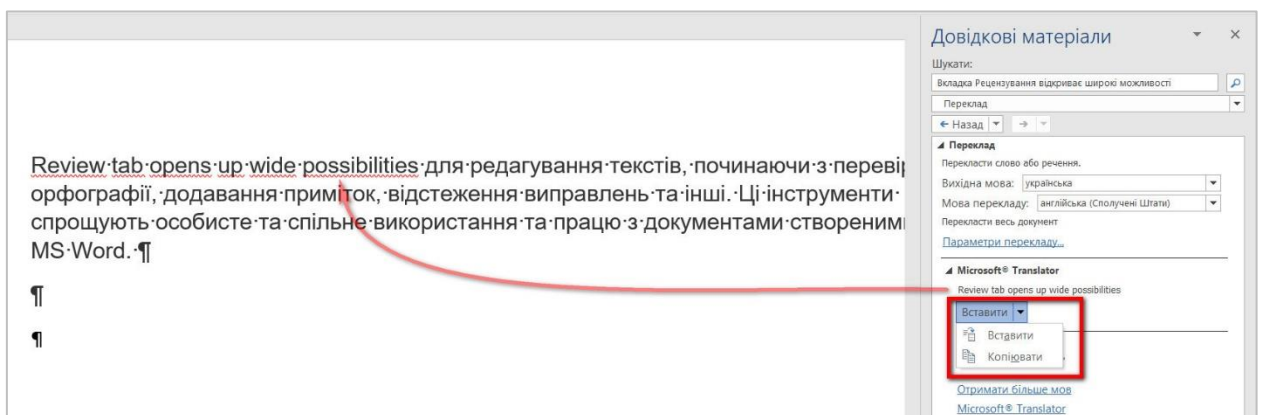 Review·tab·opens·up·wide·possibilities·для·редагування·текстів,·починаючи·з·
орфографії,·додавання·приміток,·відстеження·виправлень·та·інші.·Ці·інструменти·
спрощують·особисте·та·спільне·використання·та·працю·з·документами·
MS·Word.·¶
¶
¶
Довідкові матеріали
Шукати:
Вкладка Рецензування відкриває широкі можливості
Переклад
Назад
Переклад
Перекласти слово або речення.
Вихідна мова: українська
Мова перекладу: англійська (Сполучені Штати)
Перекласти весь документ
Параметри перекладу...
Microsoft® Translator
Review tab opens up wide possibilities
Вставити
Вставити
Копіювати
Отримати більше мов
Microsoft® Translator